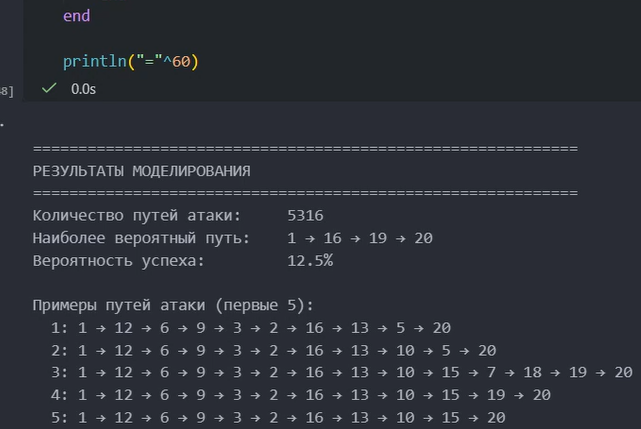 end
println("="^60)
8]
0.0s
============================================================
РЕЗУЛЬТАТЫ МОДЕЛИРОВАНИЯ
============================================================
Количество путей атаки:     5316
Наиболее вероятный путь:    1 → 16 → 19 → 20
Вероятность успеха:         12.5%
Примеры путей атаки (первые 5):
  1: 1 → 12 → 6 → 9 → 3 → 2 → 16 → 13 → 5 → 20
  2: 1 → 12 → 6 → 9 → 3 → 2 → 16 → 13 → 10 → 5 → 20
  3: 1 → 12 → 6 → 9 → 3 → 2 → 16 → 13 → 10 → 15 → 7 → 18 → 19 → 20
  4: 1 → 12 → 6 → 9 → 3 → 2 → 16 → 13 → 10 → 15 → 19 → 20
  5: 1 → 12 → 6 → 9 → 3 → 2 → 16 → 13 → 10 → 15 → 20